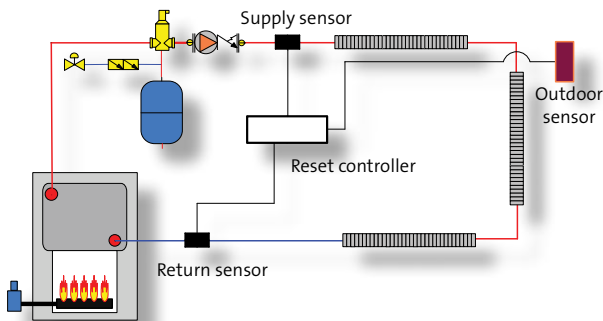 Supply sensor
Outdoor
sensor
Reset controller
Return sensor